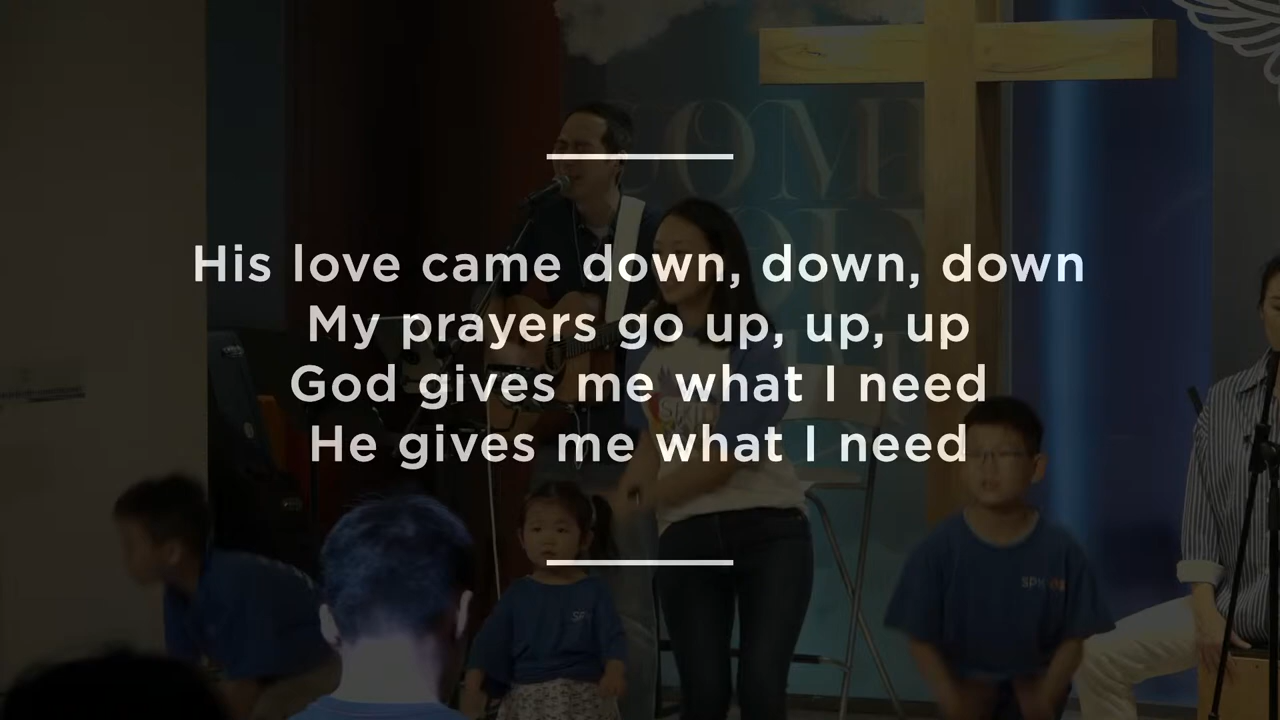 His love came down, down, down
My prayers go up, up, up
God gives me what I need
He gives me what I need